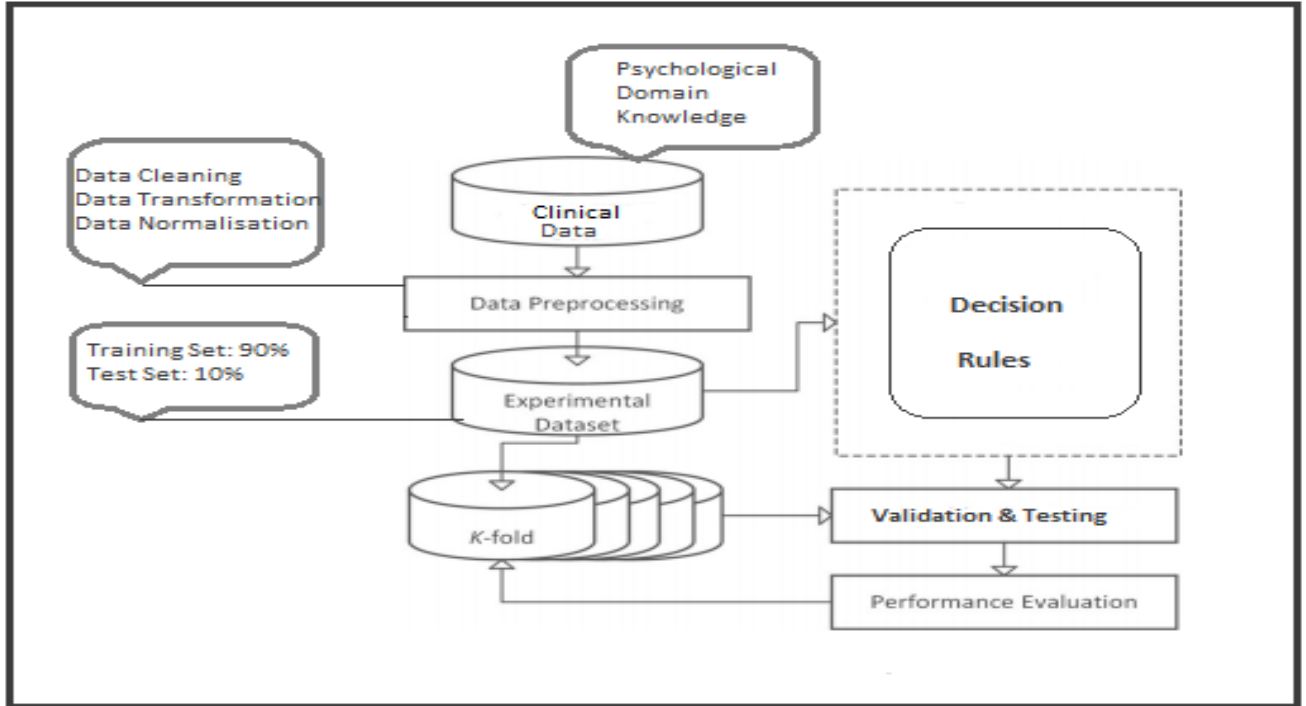 Psychological
Domain
Knowledge
Data Cleaning
Data Transformation
Data Normalisation
Clinical
Data
Data Preprocessing
Training Set: 90%
Test Set: 10%
Experimental
Dataset
Decision
Rules
K-fold
Validation & Testing
Performance Evaluation